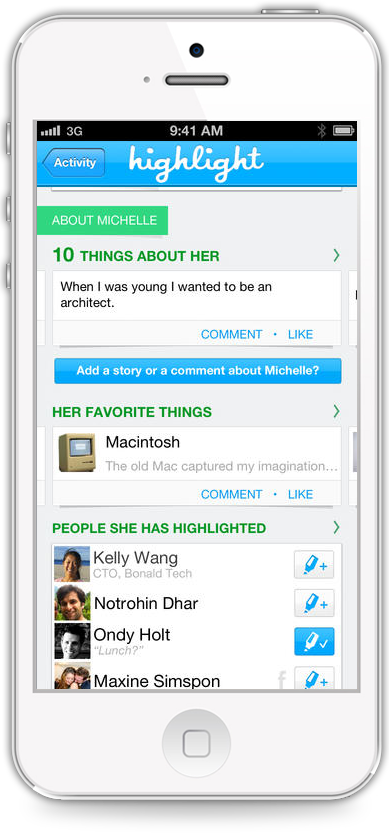 3G 9:41 AM
Activity highlight
ABOUT MICHELLE
10 THINGS ABOUT HER
When I was young I wanted to be an
architect.
COMMENT • LIKE
Add a story or a comment about Michelle?
HER FAVORITE THINGS
Macintosh
The old Mac captured my imagination...
COMMENT • LIKE
PEOPLE SHE HAS HIGHLIGHTED
Kelly Wang
CTO, Bonald Tech
Notrohin Dhar
Ondy Holt
“Lunch?”
Maxine Simspon